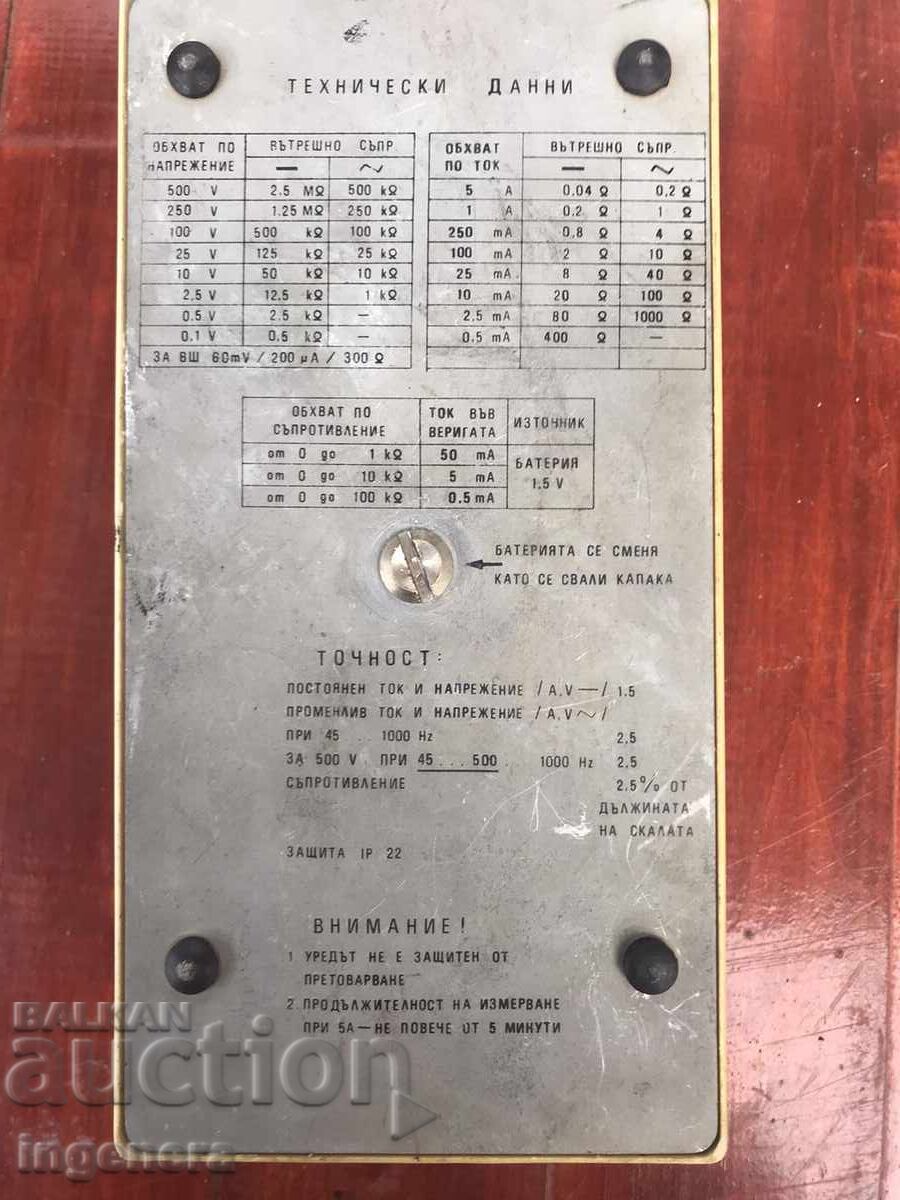 ТЕХНИЧЕСКИ ДАННИ
ОБХВАТ ПО НАПРЕЖЕНИЕ ВЪТРЕШНО СЪПР.
— ~
500 V 2.5 MΩ 500 kΩ
250 V 1.25 MΩ 250 kΩ
100 V 500 kΩ 100 kΩ
25 V 125 kΩ 25 kΩ
10 V 50 kΩ 10 kΩ
2,5 V 12.5 kΩ 1 kΩ
0.5 V 2.5 kΩ —
0.1 V 0.5 kΩ —
ЗА ВШ 60mV / 200 μA / 300 Ω
ОБХВАТ ПО ТОК ВЪТРЕШНО СЪПР.
— ~
5 A 0.04 Ω 0,2 Ω
1 A 0.2 Ω 1 Ω
250 mA 0,8 Ω 4 Ω
100 mA 2 Ω 10 Ω
25 mA 8 Ω 40 Ω
10 mA 20 Ω 100 Ω
2.5 mA 80 Ω 1000 Ω
0.5 mA 400 Ω —
ОБХВАТ ПО СЪПРОТИВЛЕНИЕ ТОК ВЪВ ВЕРИГАТА ИЗТОЧНИК
от 0 до 1 kΩ 50 mA
от 0 до 10 kΩ 5 mA
от 0 до 100 kΩ 0.5 mA
БАТЕРИЯ
1.5 V
БАТЕРИЯТА СЕ СМЕНЯ
КАТО СЕ СВАЛИ КАПАКА
ТОЧНОСТ:
ПОСТОЯНЕН ТОК И НАПРЕЖЕНИЕ /A,V—/ 1.5
ПРОМЕНЛИВ ТОК И НАПРЕЖЕНИЕ /A,V~/
ПРИ 45 .. 1000 Hz 2,5
ЗА 500 V ПРИ 45 ... 500 . 1000 Hz 2,5
СЪПРОТИВЛЕНИЕ 2.5% ОТ
ДЪЛЖИНАТА
НА СКАЛАТА
ЗАЩИТА IP 22
ВНИМАНИЕ!
1 УРЕДЪТ НЕ Е ЗАЩИТЕН ОТ
ПРЕТОВАРВАНЕ
2. ПРОДЪЛЖИТЕЛНОСТ НА ИЗМЕРВАНЕ
ПРИ 5А — НЕ ПОВЕЧЕ ОТ 5 МИНУТИ
BALKAN
auction
ingenera